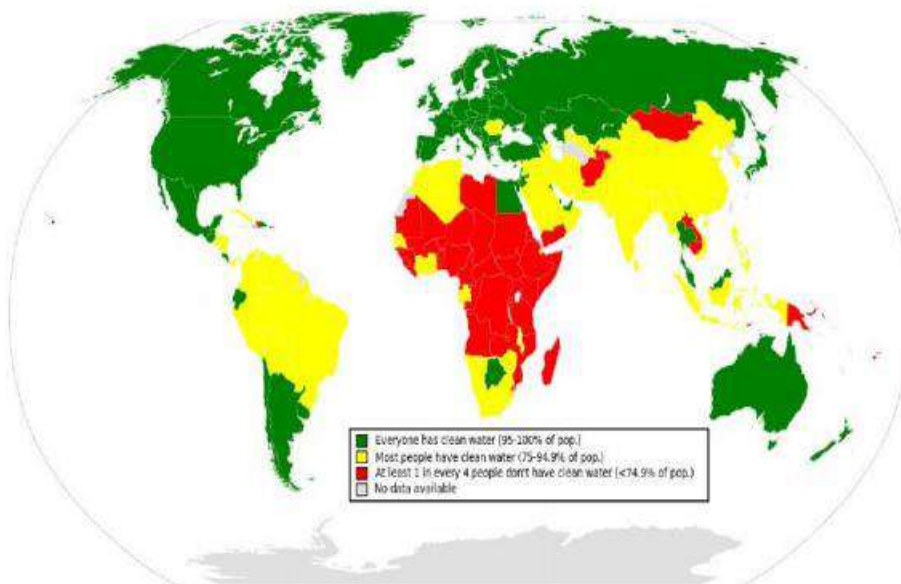 Everyone has clean water (95-100% of pop.)
Most people have clean water (75-94.9% of pop.)
At least 1 in every 4 people don't have clean water (<74.9% of pop.)
No data available